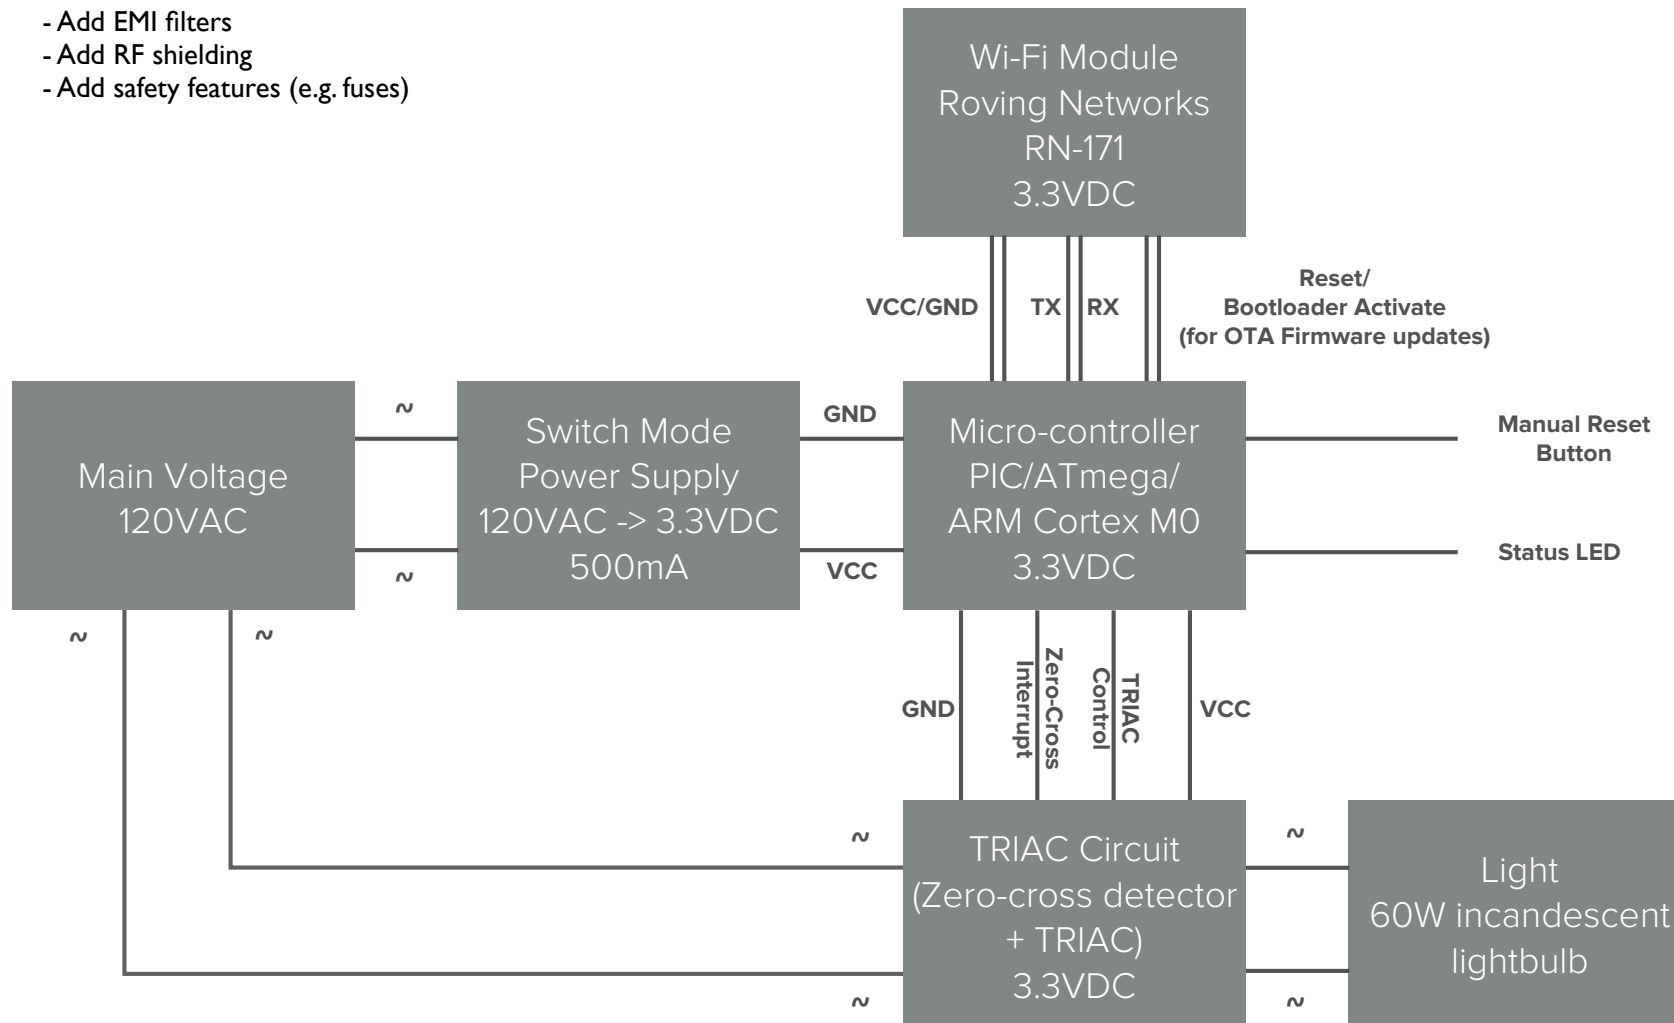 - Add EMI filters
- Add RF shielding
- Add safety features (e.g. fuses)
Wi-Fi Module
Roving Networks
RN-171
3.3VDC
VCC/GND
TX
RX
Reset/
Bootloader Activate
(for OTA Firmware updates)
Main Voltage
120VAC
~
~
Switch Mode
Power Supply
120VAC -> 3.3VDC
500mA
GND
VCC
Micro-controller
PIC/ATmega/
ARM Cortex M0
3.3VDC
Manual Reset
Button
Status LED
~
~
GND
Zero-Cross
Interrupt
TRIAC
Control
VCC
~
~
TRIAC Circuit
(Zero-cross detector
+ TRIAC)
3.3VDC
~
~
Light
60W incandescent
lightbulb